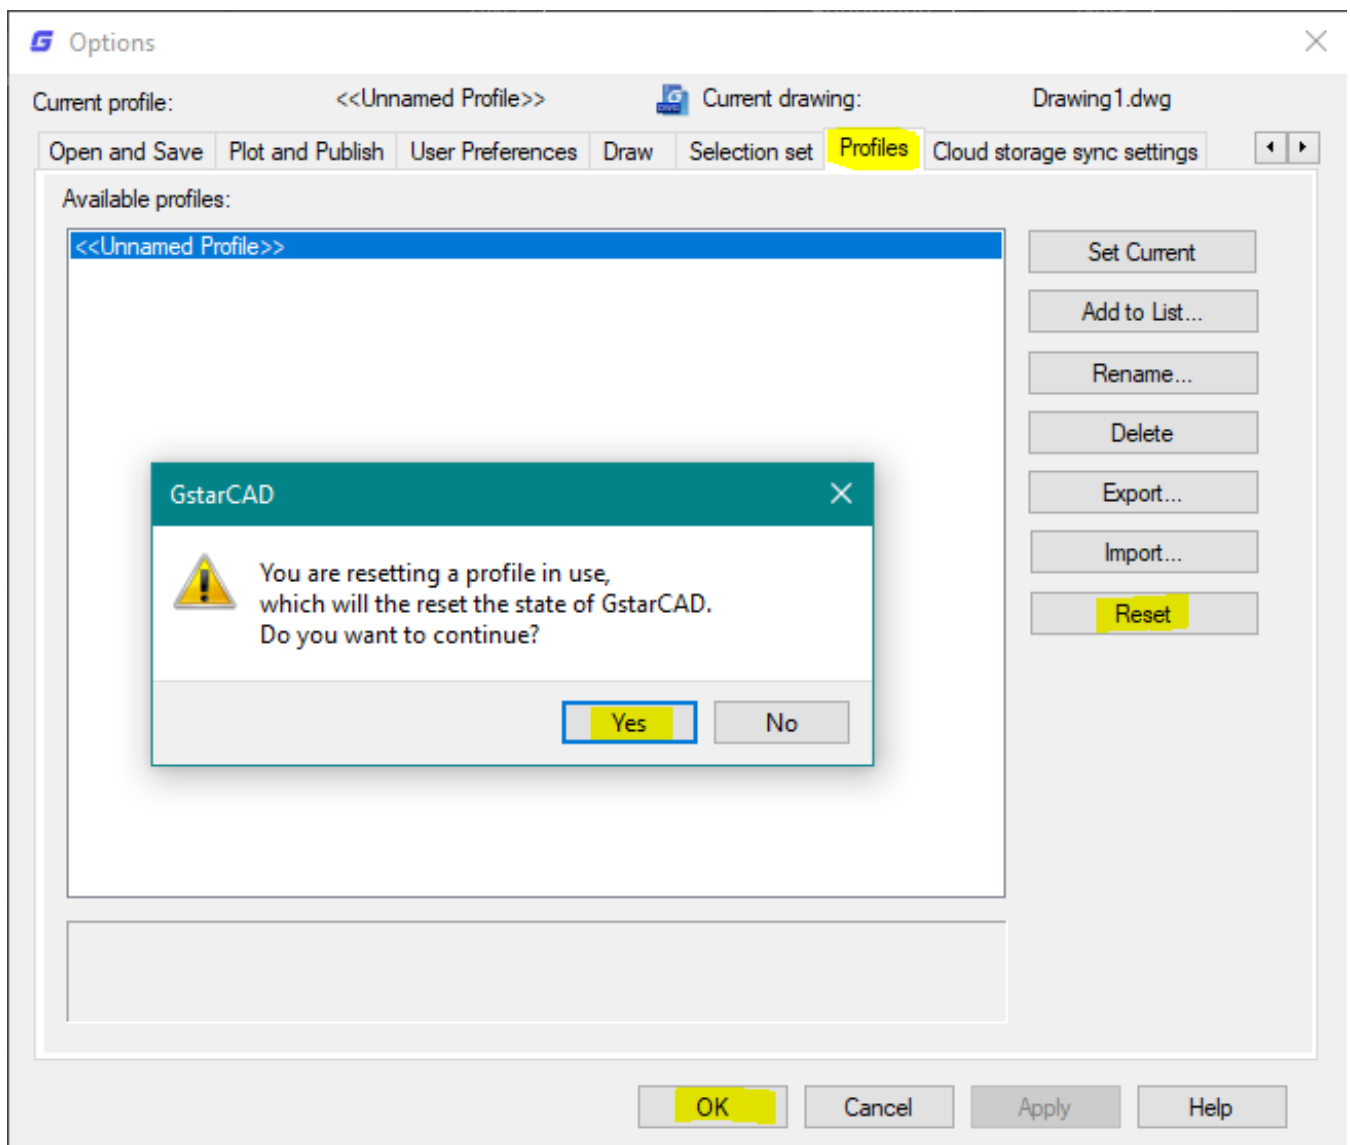 Options
Current profile: <<Unnamed Profile>> Current drawing: Drawing1.dwg
Open and Save Plot and Publish User Preferences Draw Selection set Profiles Cloud storage sync settings
Available profiles:
<<Unnamed Profile>>
Set Current
Add to List...
Rename...
Delete
Export...
Import...
Reset
GstarCAD
You are resetting a profile in use,
which will the reset the state of GstarCAD.
Do you want to continue?
Yes No
OK Cancel Apply Help